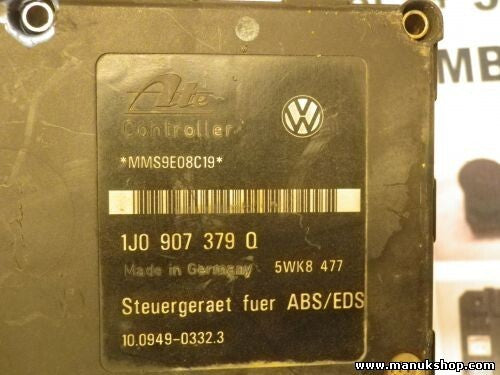 MB
Ate
Controller
*MMS9E08C19*
1J0 907 379 Q
Made in Germany 5WK8 477
Steuergeraet fuer ABS/EDS
10.0949-0332.3
www.manukshop.com